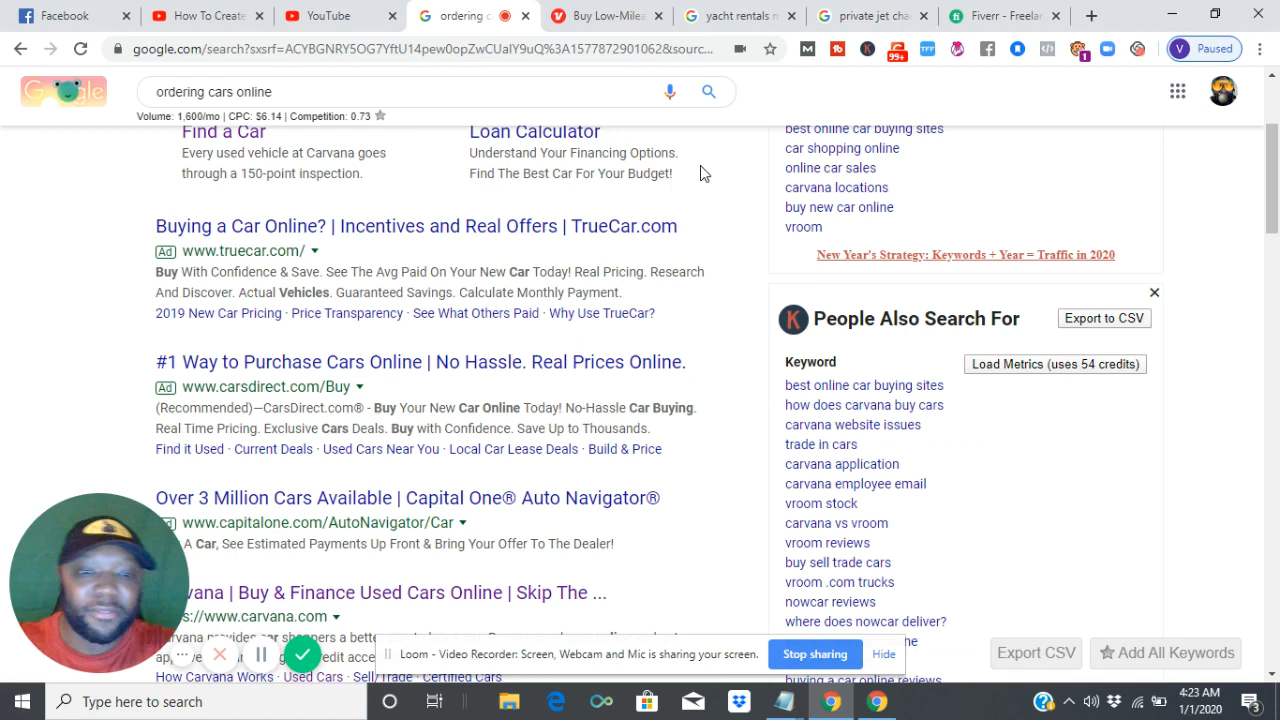 Facebook
How To Create
YouTube
ordering c
Buy Low-Milea
yacht rentals m
private jet cha
Fiverr - Freelan
google.com/search?sxsrf=ACYBGNRY5OG7YftU14pew0opZwCUaIY9uQ%3A1577872901062&sourc...
99+
TFF
1
V Paused
Google
ordering cars online
Volume: 1,600/mo | CPC: $6.14 | Competition: 0.73
Find a Car
Every used vehicle at Carvana goes
through a 150-point inspection.
Loan Calculator
Understand Your Financing Options.
Find The Best Car For Your Budget!
Buying a Car Online? | Incentives and Real Offers | TrueCar.com
Ad www.truecar.com/
Buy With Confidence & Save. See The Avg Paid On Your New Car Today! Real Pricing. Research
And Discover. Actual Vehicles. Guaranteed Savings. Calculate Monthly Payment.
2019 New Car Pricing · Price Transparency · See What Others Paid · Why Use TrueCar?
#1 Way to Purchase Cars Online | No Hassle. Real Prices Online.
Ad www.carsdirect.com/Buy
(Recommended)—CarsDirect.com® - Buy Your New Car Online Today! No-Hassle Car Buying.
Real Time Pricing. Exclusive Cars Deals. Buy with Confidence. Save Up to Thousands.
Find it Used · Current Deals · Used Cars Near You · Local Car Lease Deals · Build & Price
Over 3 Million Cars Available | Capital One® Auto Navigator®
www.capitalone.com/AutoNavigator/Car
A Car, See Estimated Payments Up Front & Bring Your Offer To The Dealer!
vana | Buy & Finance Used Cars Online | Skip The ...
s://www.carvana.com
How Carvana Works · Used Cars · Sell/Trade · Certified Cars
best online car buying sites
car shopping online
online car sales
carvana locations
buy new car online
vroom
New Year's Strategy: Keywords + Year = Traffic in 2020
K People Also Search For
Export to CSV
Keyword
Load Metrics (uses 54 credits)
best online car buying sites
how does carvana buy cars
carvana website issues
trade in cars
carvana application
carvana employee email
vroom stock
carvana vs vroom
vroom reviews
buy sell trade cars
vroom .com trucks
nowcar reviews
where does nowcar deliver?
buying a car online reviews
Export CSV
Add All Keywords
Loom - Video Recorder: Screen, Webcam and Mic is sharing your screen.
Stop sharing
Hide
Type here to search
4:23 AM
1/1/2020
3